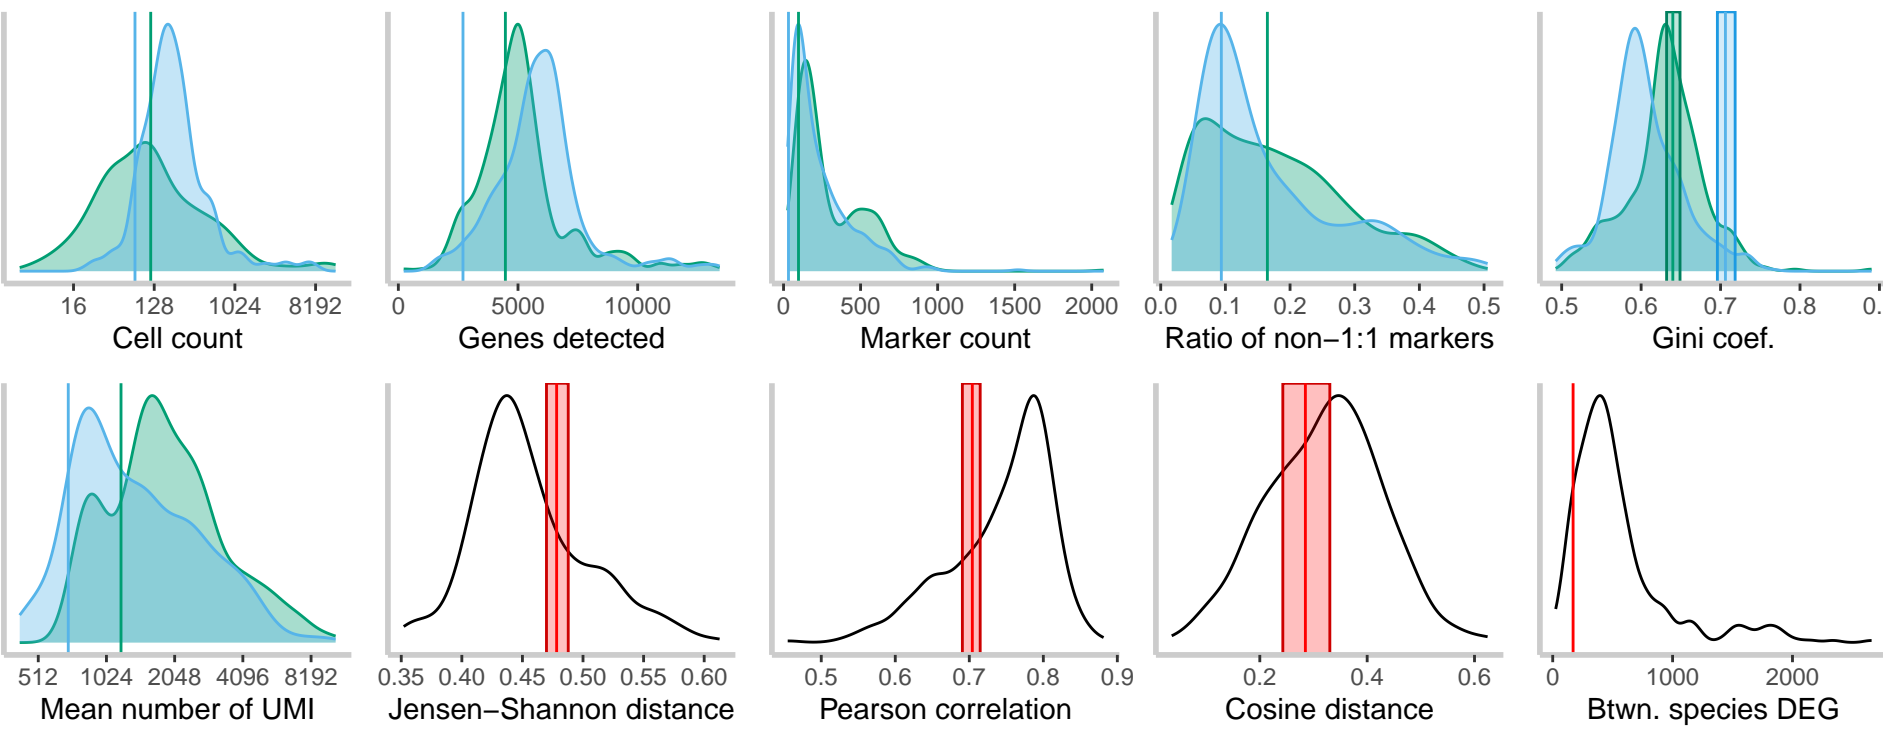 16 128 1024 8192
Cell count
0 5000 10000
Genes detected
0 500 1000 1500 2000
Marker count
0.0 0.1 0.2 0.3 0.4 0.5
Ratio of non−1:1 markers
0.5 0.6 0.7 0.8 0.
Gini coef.
512 1024 2048 4096 8192
Mean number of UMI
0.35 0.40 0.45 0.50 0.55 0.60
Jensen−Shannon distance
0.5 0.6 0.7 0.8 0.9
Pearson correlation
0.2 0.4 0.6
Cosine distance
0 1000 2000
Btwn. species DEG